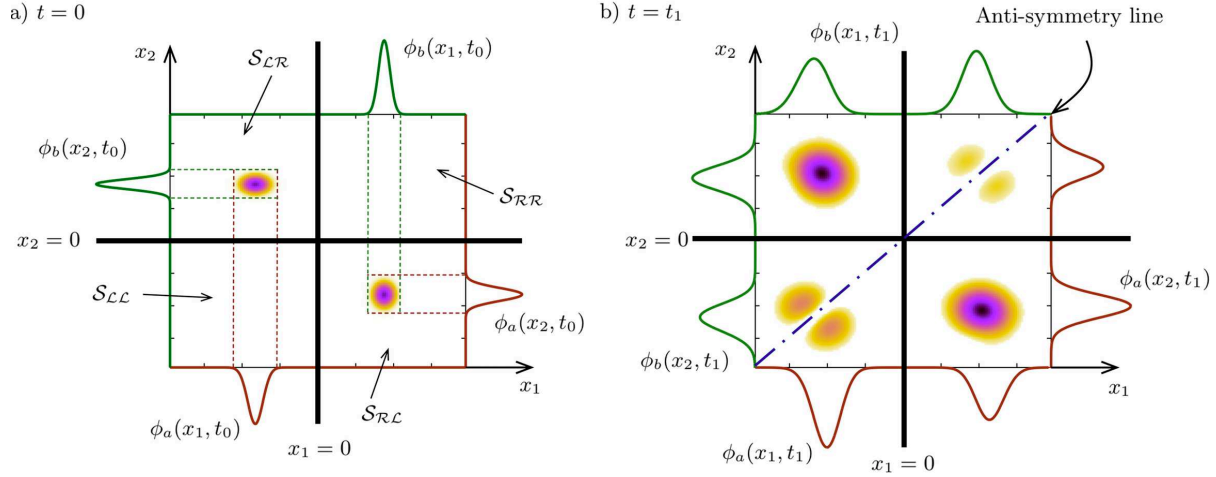 a) t = 0
x₂
𝒮_ℒℛ
ϕ_b(x₁, t₀)
ϕ_b(x₂, t₀)
𝒮_ℛℛ
x₂ = 0
𝒮_ℒℒ
ϕ_a(x₂, t₀)
x₁
𝒮_ℛℒ
ϕ_a(x₁, t₀)
x₁ = 0
b) t = t₁
Anti-symmetry line
ϕ_b(x₁, t₁)
x₂
x₂ = 0
ϕ_a(x₂, t₁)
ϕ_b(x₂, t₁)
x₁
ϕ_a(x₁, t₁)
x₁ = 0